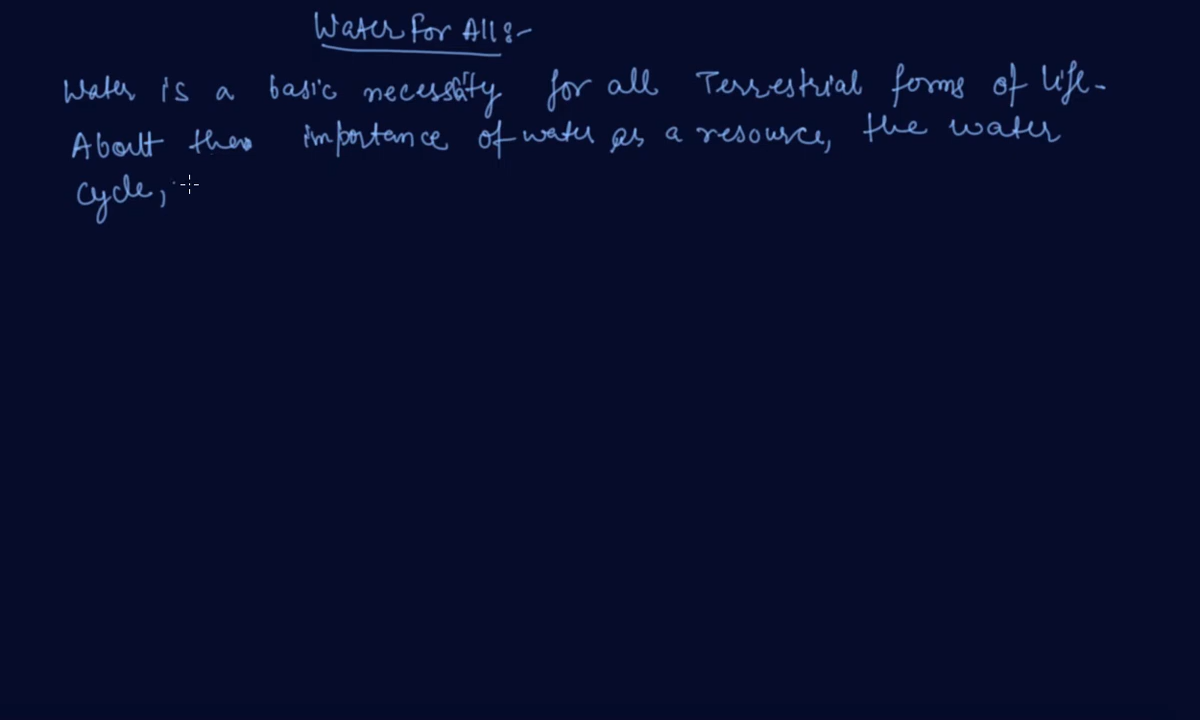 Water For All :-
Water is a basic necessity for all Terrestrial forms of life.
About the importance of water as a resource, the water
cycle,